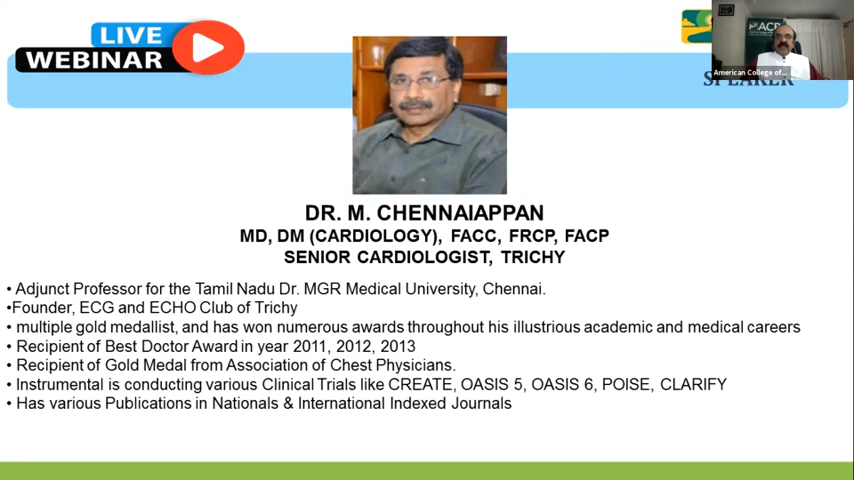 LIVE
WEBINAR
ACP
American College of...
SPEAKER
DR. M. CHENNAIAPPAN
MD, DM (CARDIOLOGY), FACC, FRCP, FACP
SENIOR CARDIOLOGIST, TRICHY
• Adjunct Professor for the Tamil Nadu Dr. MGR Medical University, Chennai.
•Founder, ECG and ECHO Club of Trichy
• multiple gold medallist, and has won numerous awards throughout his illustrious academic and medical careers
• Recipient of Best Doctor Award in year 2011, 2012, 2013
• Recipient of Gold Medal from Association of Chest Physicians.
• Instrumental is conducting various Clinical Trials like CREATE, OASIS 5, OASIS 6, POISE, CLARIFY
• Has various Publications in Nationals & International Indexed Journals